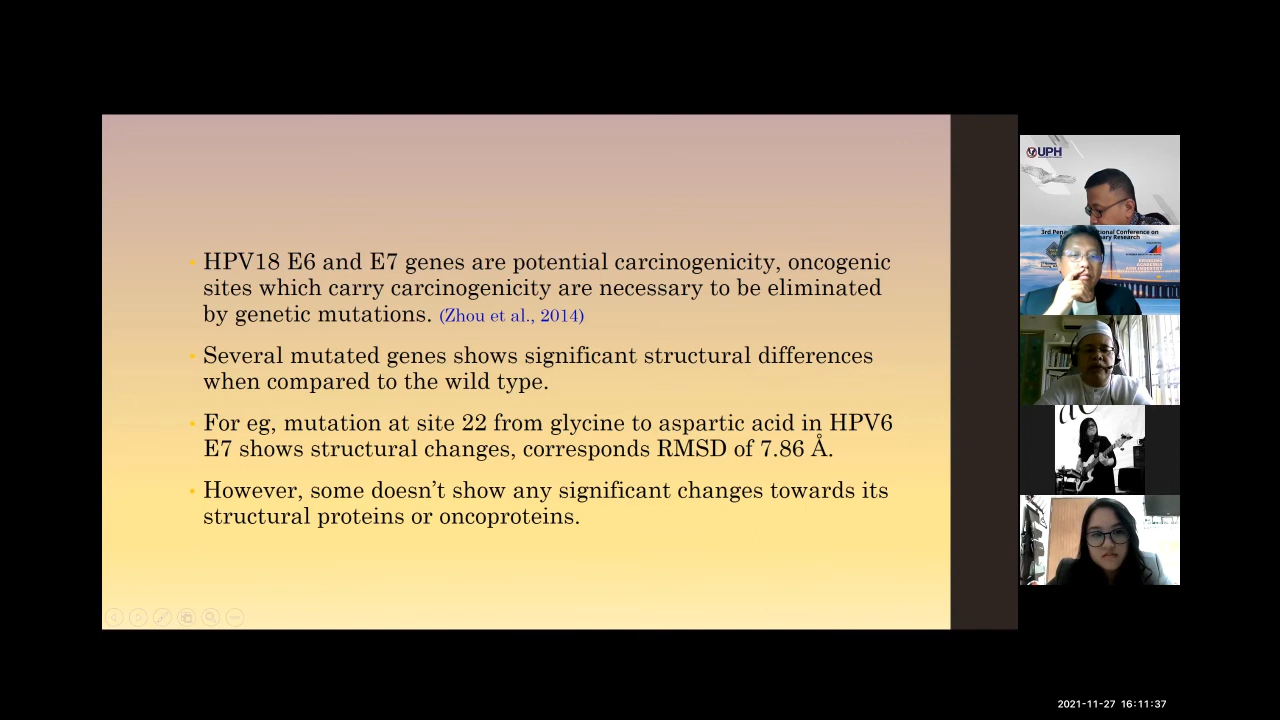 HPV18 E6 and E7 genes are potential carcinogenicity, oncogenic
sites which carry carcinogenicity are necessary to be eliminated
by genetic mutations. (Zhou et al., 2014)
Several mutated genes shows significant structural differences
when compared to the wild type.
For eg, mutation at site 22 from glycine to aspartic acid in HPV6
E7 shows structural changes, corresponds RMSD of 7.86 Å.
However, some doesn’t show any significant changes towards its
structural proteins or oncoproteins.
UPH
3rd Conference on
Research
2021-11-27 16:11:37